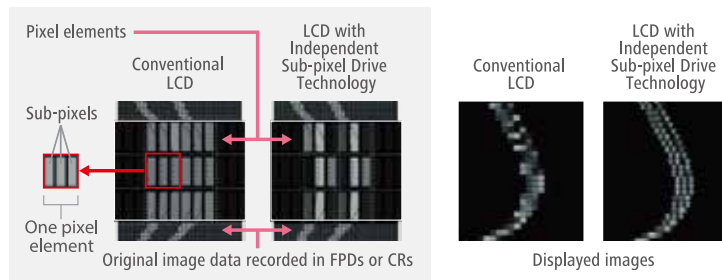 Pixel elements
LCD with
Independent
Sub-pixel Drive
Technology
Conventional
LCD
Sub-pixels
One pixel
element
Original image data recorded in FPDs or CRs
Conventional
LCD
LCD with
Independent
Sub-pixel Drive
Technology
Displayed images